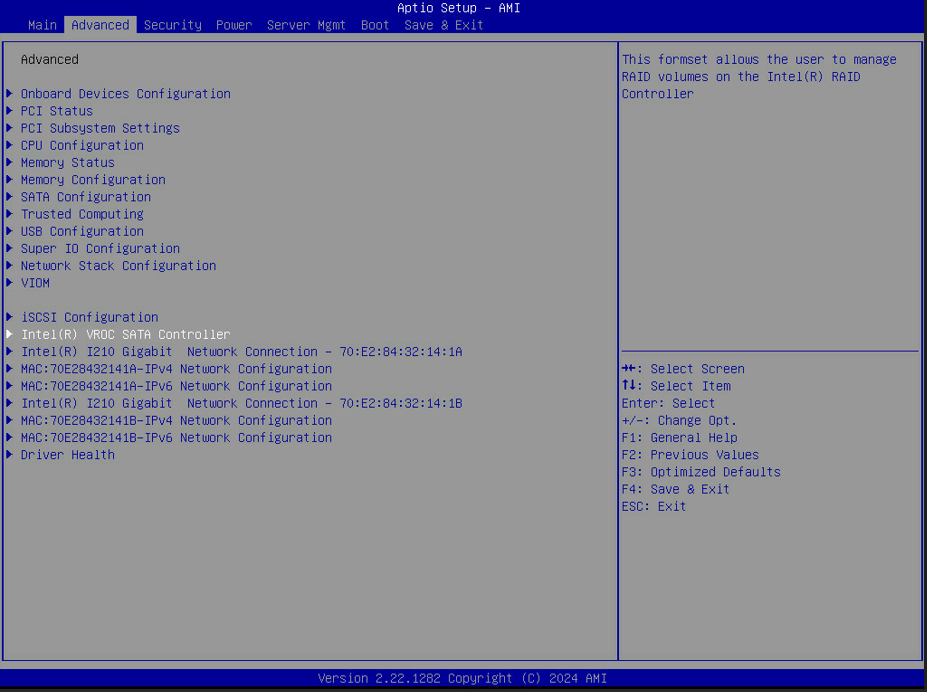 Aptio Setup – AMI
Main Advanced Security Power Server Mgmt Boot Save & Exit
Advanced
Onboard Devices Configuration
PCI Status
PCI Subsystem Settings
CPU Configuration
Memory Status
Memory Configuration
SATA Configuration
Trusted Computing
USB Configuration
Super IO Configuration
Network Stack Configuration
VIOM
iSCSI Configuration
Intel(R) VROC SATA Controller
Intel(R) I210 Gigabit  Network Connection – 70:E2:84:32:14:1A
MAC:70E28432141A-IPv4 Network Configuration
MAC:70E28432141A-IPv6 Network Configuration
Intel(R) I210 Gigabit  Network Connection – 70:E2:84:32:14:1B
MAC:70E28432141B-IPv4 Network Configuration
MAC:70E28432141B-IPv6 Network Configuration
Driver Health
This formset allows the user to manage
RAID volumes on the Intel(R) RAID
Controller
→←: Select Screen
↑↓: Select Item
Enter: Select
+/-: Change Opt.
F1: General Help
F2: Previous Values
F3: Optimized Defaults
F4: Save & Exit
ESC: Exit
Version 2.22.1282 Copyright (C) 2024 AMI